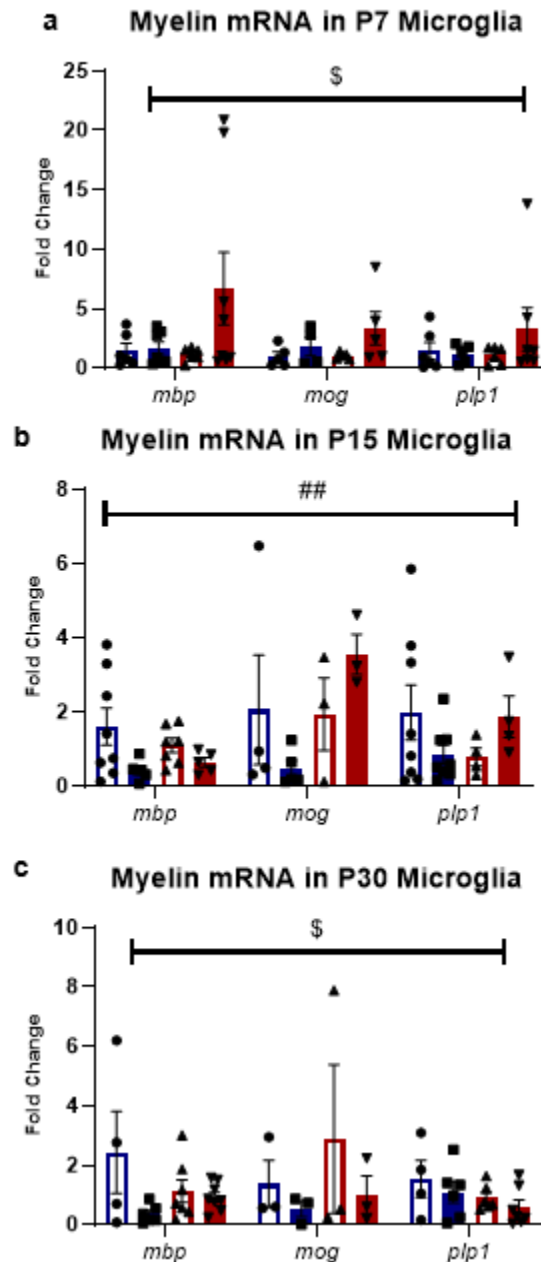 a Myelin mRNA in P7 Microglia
25
$
20
15
10
5
0
Fold Change
mbp mog plp1
b Myelin mRNA in P15 Microglia
8
##
6
4
2
0
Fold Change
mbp mog plp1
c Myelin mRNA in P30 Microglia
10
$
8
6
4
2
0
Fold Change
mbp mog plp1